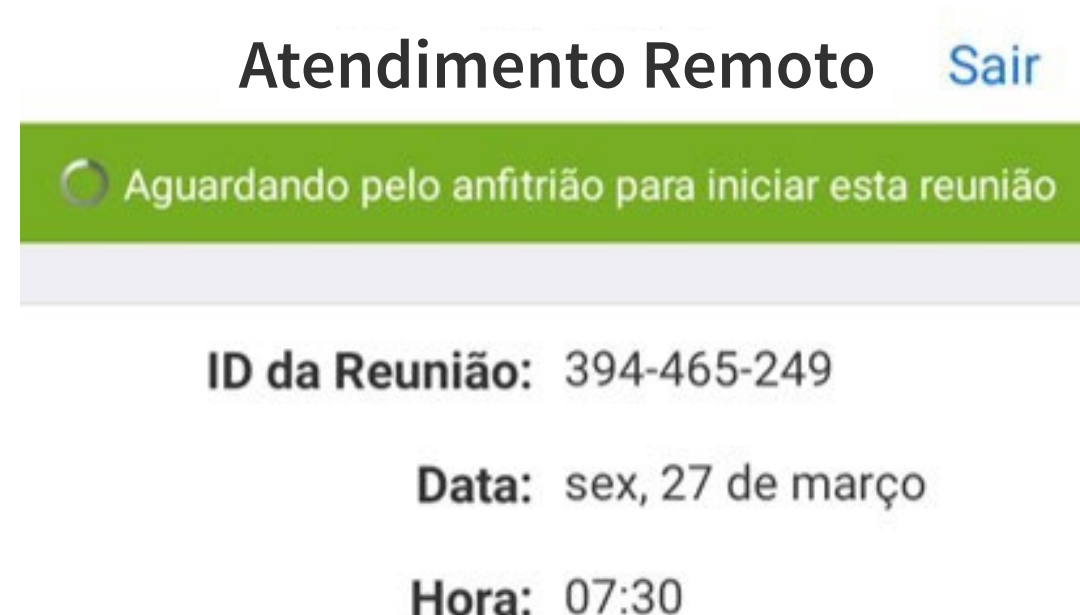 Atendimento Remoto Sair
Aguardando pelo anfitrião para iniciar esta reunião
ID da Reunião: 394-465-249
Data: sex, 27 de março
Hora: 07:30